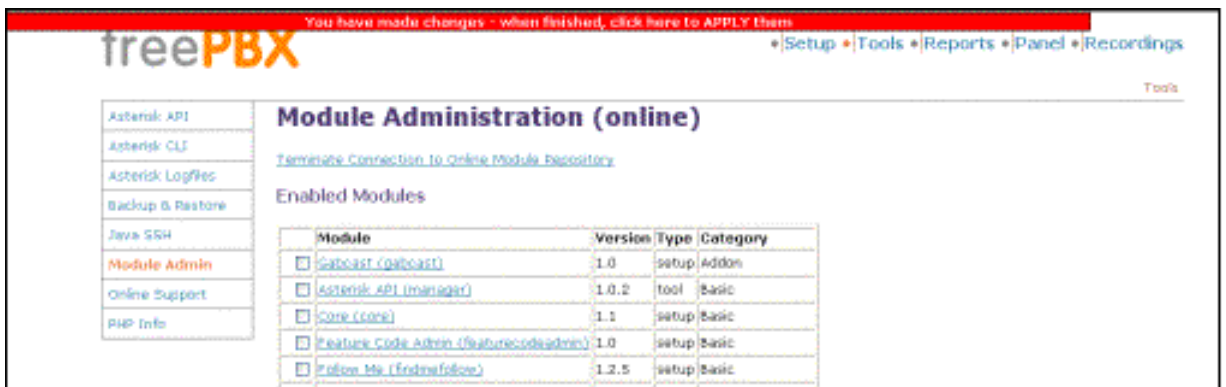 You have made changes - when finished, click here to APPLY them
freePBX
Setup Tools Reports Panel Recordings
Tools
Asterisk API
Asterisk CLI
Asterisk Logfiles
Backup & Restore
Java SSH
Module Admin
Online Support
PHP Info
Module Administration (online)
Terminate Connection to Online Module Repository
Enabled Modules
Module Version Type Category
Gabcast (gabcast) 1.0 setup Addon
Asterisk API (manager) 1.0.2 tool Basic
Core (core) 1.1 setup Basic
Feature Code Admin (featurecodeadmin) 1.0 setup Basic
Follow Me (findmefollow) 1.2.5 setup Basic